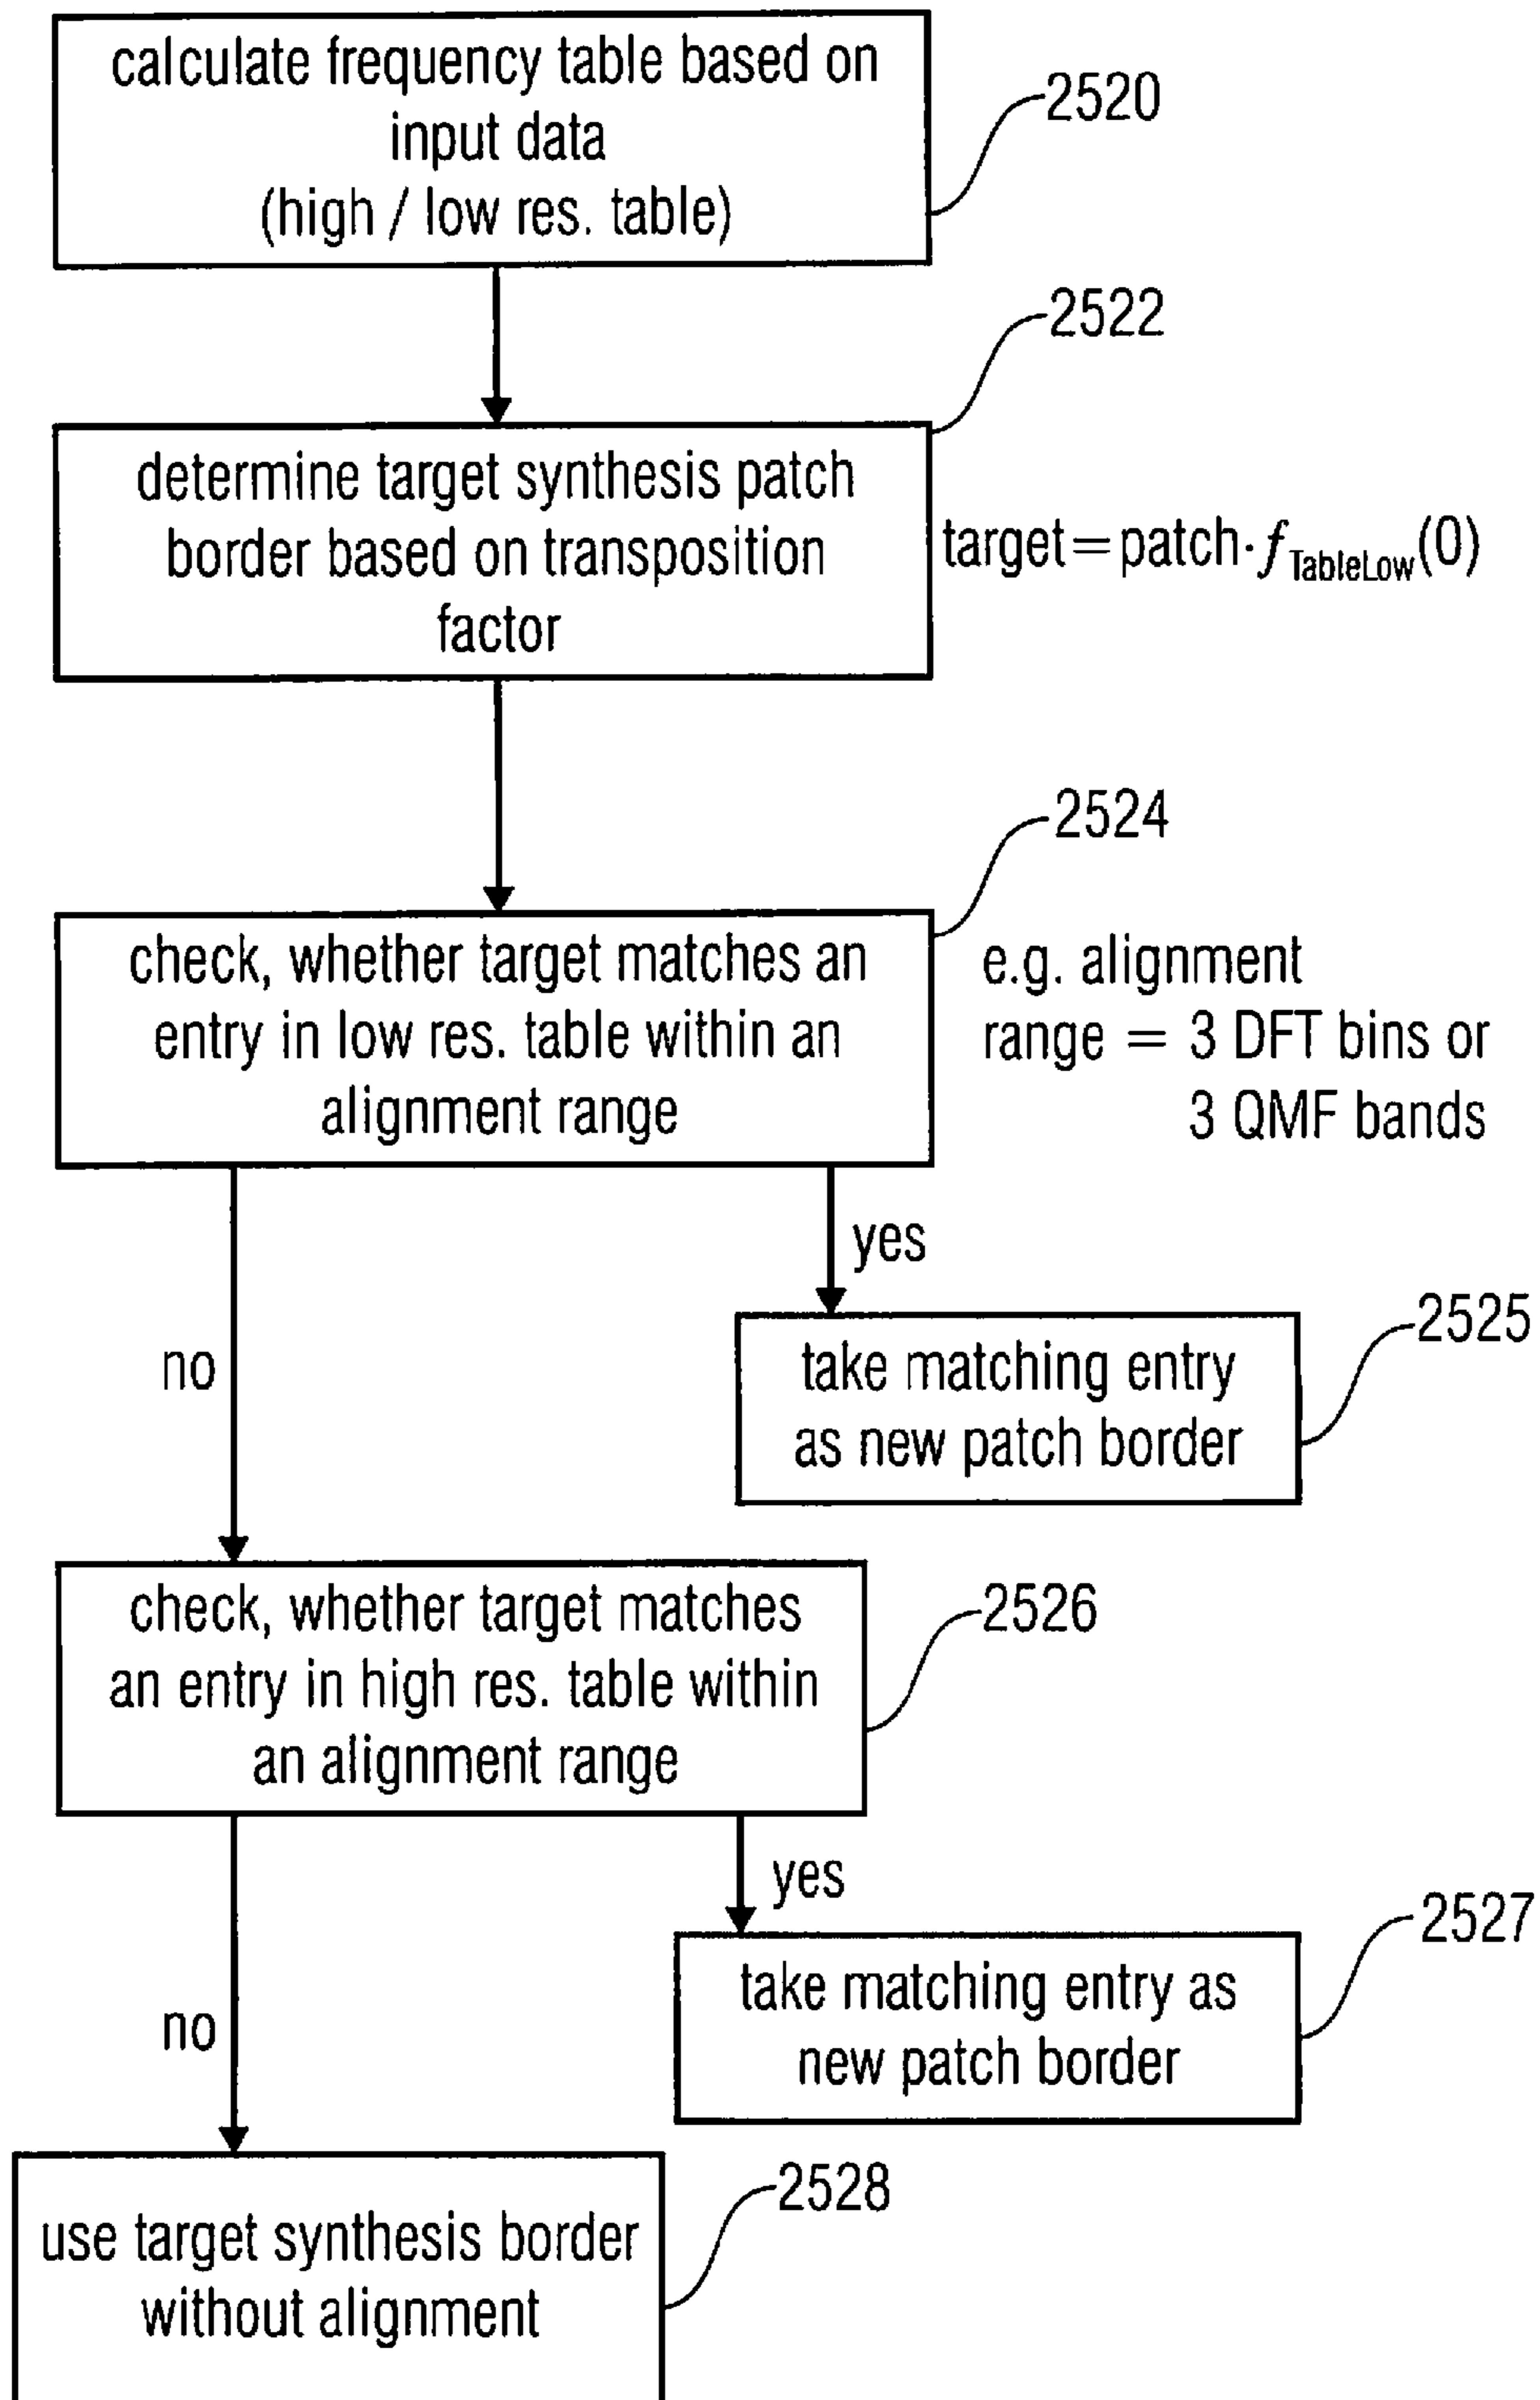 calculate frequency table based on
input data
(high / low res. table)
2520
2522
determine target synthesis patch
border based on transposition
factor
target=patch·fTableLow(0)
2524
check, whether target matches an
entry in low res. table within an
alignment range
e.g. alignment
range = 3 DFT bins or
3 QMF bands
yes
no
2525
take matching entry
as new patch border
check, whether target matches
an entry in high res. table within
an alignment range
2526
yes
no
2527
take matching entry as
new patch border
2528
use target synthesis border
without alignment